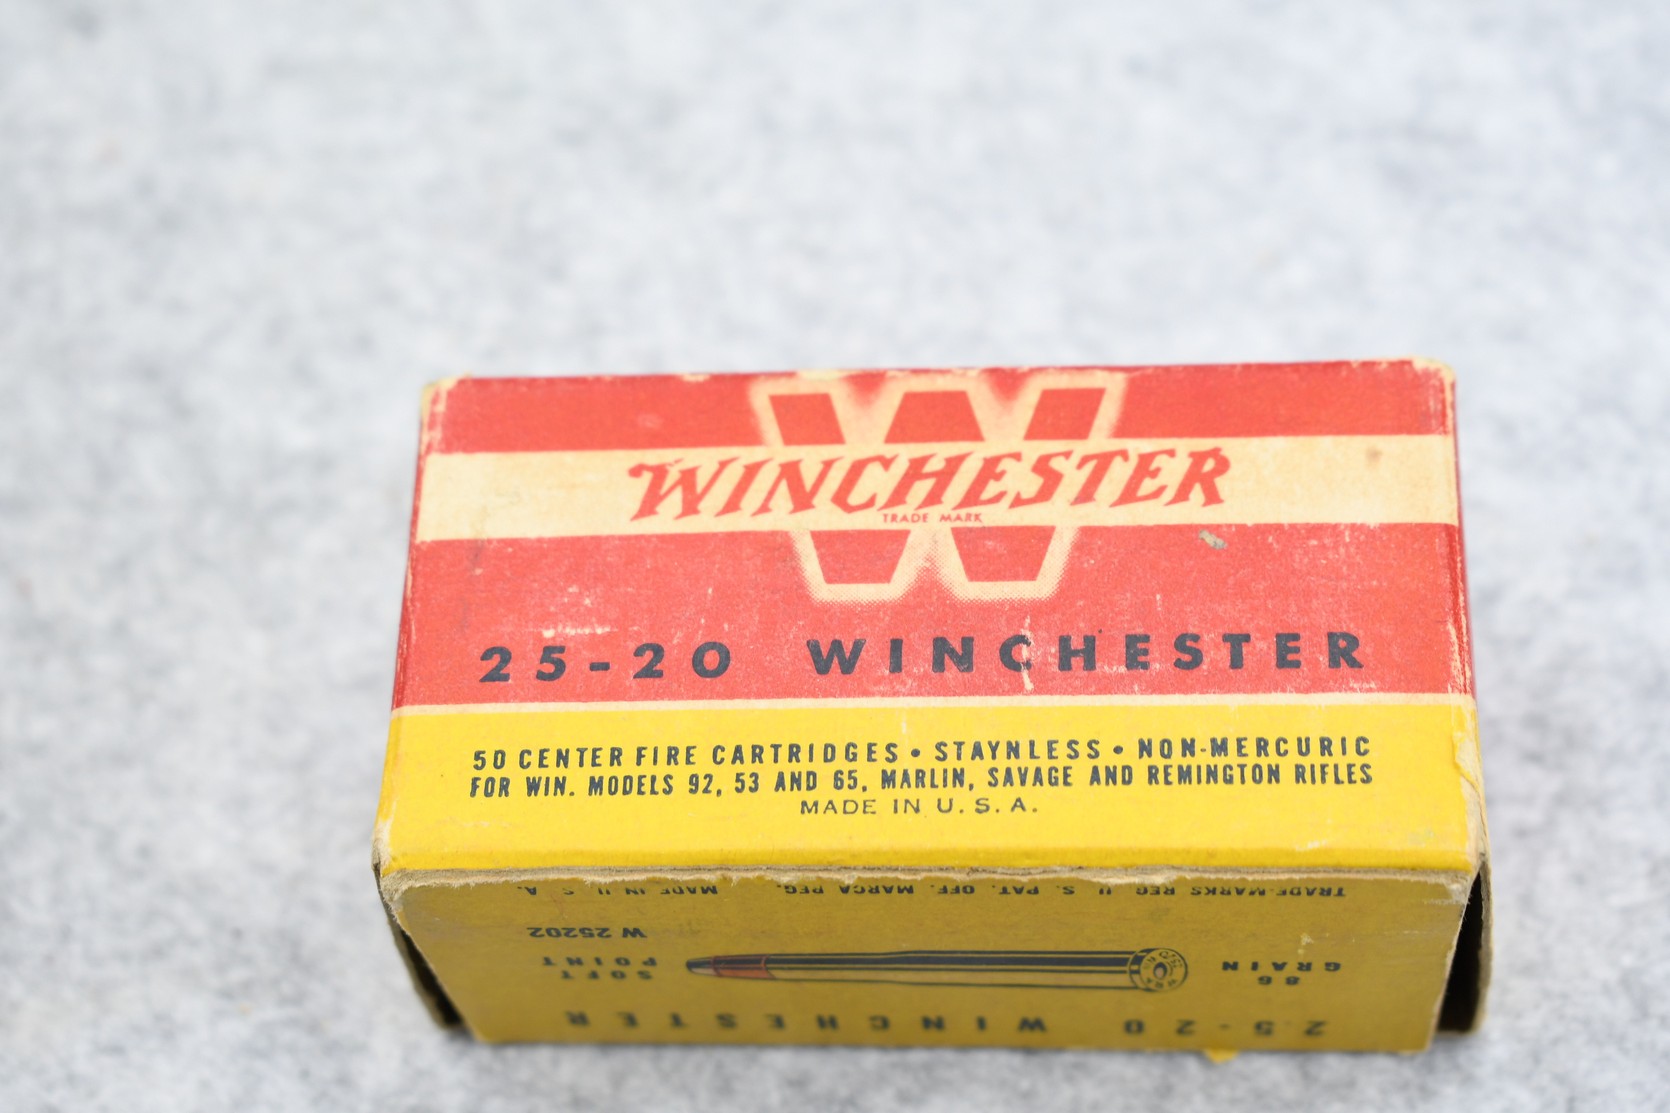 WINCHESTER
TRADE MARK
25-20 WINCHESTER
50 CENTER FIRE CARTRIDGES • STAYNLESS • NON-MERCURIC
FOR WIN. MODELS 92, 53 AND 65, MARLIN, SAVAGE AND REMINGTON RIFLES
MADE IN U.S.A.
25-20 WINCHESTER
86 GRAIN
SOFT POINT
W 25202
TRADE-MARKS REG. U. S. PAT. OFF. MARCA REG. MADE IN U. S. A.